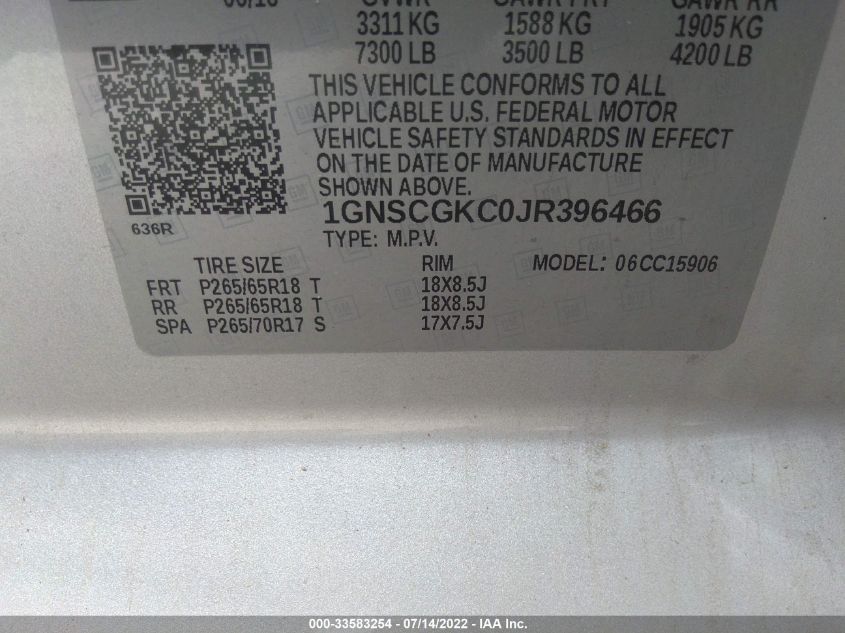 3311 KG 1588 KG 1905 KG
7300 LB 3500 LB 4200 LB
THIS VEHICLE CONFORMS TO ALL
APPLICABLE U.S. FEDERAL MOTOR
VEHICLE SAFETY STANDARDS IN EFFECT
ON THE DATE OF MANUFACTURE
SHOWN ABOVE.
1GNSCGKC0JR396466
636R
TYPE: M.P.V.
TIRE SIZE RIM MODEL: 06CC15906
FRT P265/65R18 T 18X8.5J
RR P265/65R18 T 18X8.5J
SPA P265/70R17 S 17X7.5J
000-33583254 - 07/14/2022 - IAA Inc.